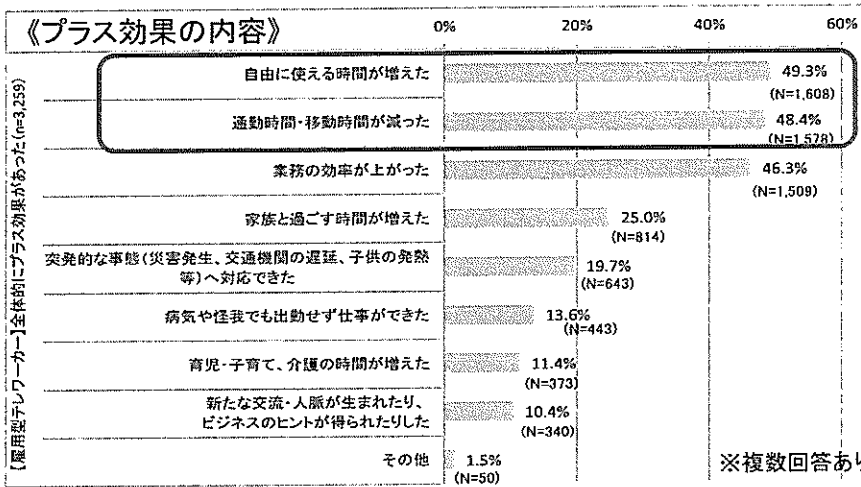 《プラス効果の内容》
0%
20%
40%
60%
【雇用型テレワーカー】全体的にプラス効果があった(n=3,259)
自由に使える時間が増えた
49.3%
(N=1,608)
通勤時間・移動時間が減った
48.4%
(N=1,578)
業務の効率が上がった
46.3%
(N=1,509)
家族と過ごす時間が増えた
25.0%
(N=814)
突発的な事態(災害発生、交通機関の遅延、子供の発熱
等)へ対応できた
19.7%
(N=643)
病気や怪我でも出勤せず仕事ができた
13.6%
(N=443)
育児・子育て、介護の時間が増えた
11.4%
(N=373)
新たな交流・人脈が生まれたり、
ビジネスのヒントが得られたりした
10.4%
(N=340)
その他
1.5%
(N=50)
※複数回答あり